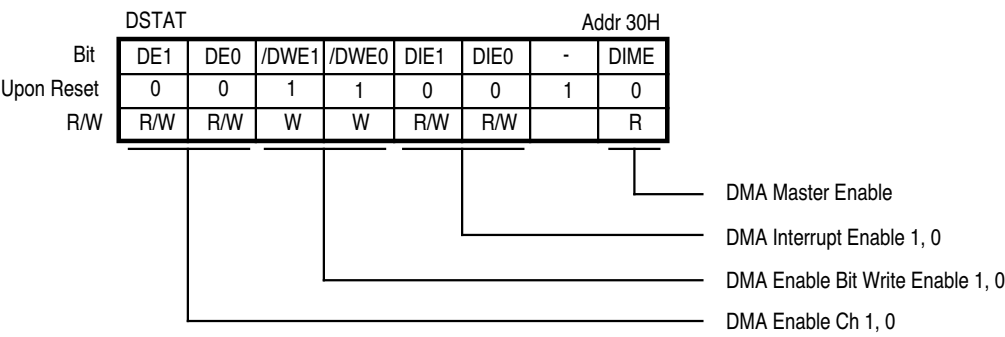 DSTAT Addr 30H
Bit DE1 DE0 /DWE1 /DWE0 DIE1 DIE0 - DIME
Upon Reset 0 0 1 1 0 0 1 0
R/W R/W R/W W W R/W R/W R
DMA Master Enable
DMA Interrupt Enable 1, 0
DMA Enable Bit Write Enable 1, 0
DMA Enable Ch 1, 0